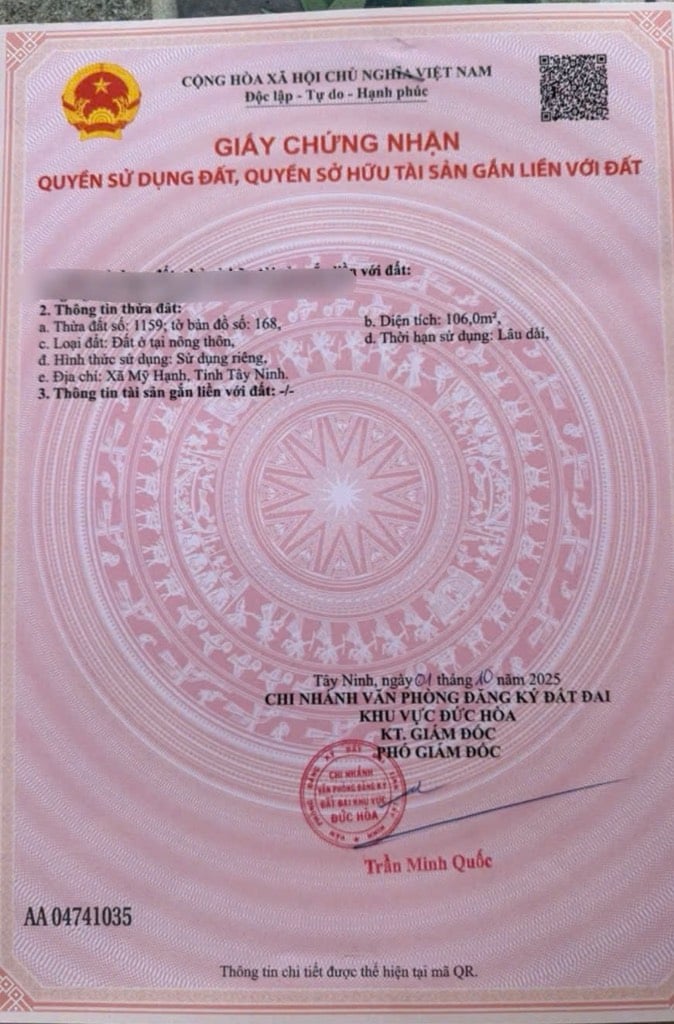 CỘNG HÒA XÃ HỘI CHỦ NGHĨA VIỆT NAM
Độc lập - Tự do - Hạnh phúc
GIẤY CHỨNG NHẬN
QUYỀN SỬ DỤNG ĐẤT, QUYỀN SỞ HỮU TÀI SẢN GẮN LIỀN VỚI ĐẤT
với đất:
2. Thông tin thửa đất:
a. Thửa đất số: 1159; tờ bản đồ số: 168, b. Diện tích: 106,0m²,
c. Loại đất: Đất ở tại nông thôn, d. Thời hạn sử dụng: Lâu dài,
đ. Hình thức sử dụng: Sử dụng riêng,
e. Địa chỉ: Xã Mỹ Hạnh, Tỉnh Tây Ninh.
3. Thông tin tài sản gắn liền với đất: -/-
Tây Ninh, ngày 01 tháng 10 năm 2025
CHI NHÁNH VĂN PHÒNG ĐĂNG KÝ ĐẤT ĐAI
KHU VỰC ĐỨC HÒA
KT. GIÁM ĐỐC
PHÓ GIÁM ĐỐC
CHI NHÁNH
VĂN PHÒNG ĐĂNG KÝ
ĐẤT ĐAI KHU VỰC
ĐỨC HÒA
Trần Minh Quốc
AA 04741035
Thông tin chi tiết được thể hiện tại mã QR.